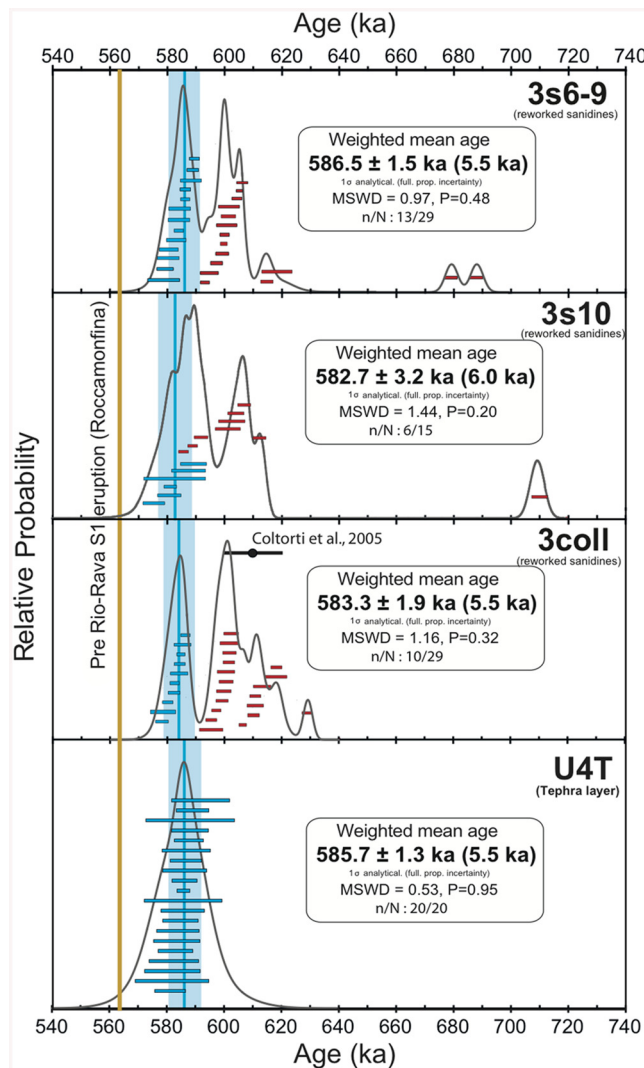 Age (ka)
540 560 580 600 620 640 660 680 700 720 740
3s6-9
(reworked sanidines)
Weighted mean age
586.5 ± 1.5 ka (5.5 ka)
1σ analytical. (full. prop. incertainty)
MSWD = 0.97, P=0.48
n/N : 13/29
3s10
(reworked sanidines)
Weighted mean age
582.7 ± 3.2 ka (6.0 ka)
1σ analytical. (full. prop. incertainty)
MSWD = 1.44, P=0.20
n/N : 6/15
Relative Probability
Pre Rio-Rava S1 eruption (Roccamonfina)
Coltorti et al., 2005
3coll
(reworked sanidines)
Weighted mean age
583.3 ± 1.9 ka (5.5 ka)
1σ analytical. (full. prop. incertainty)
MSWD = 1.16, P=0.32
n/N : 10/29
U4T
(Tephra layer)
Weighted mean age
585.7 ± 1.3 ka (5.5 ka)
1σ analytical. (full. prop. incertainty)
MSWD = 0.53, P=0.95
n/N : 20/20
540 560 580 600 620 640 660 680 700 720 740
Age (ka)